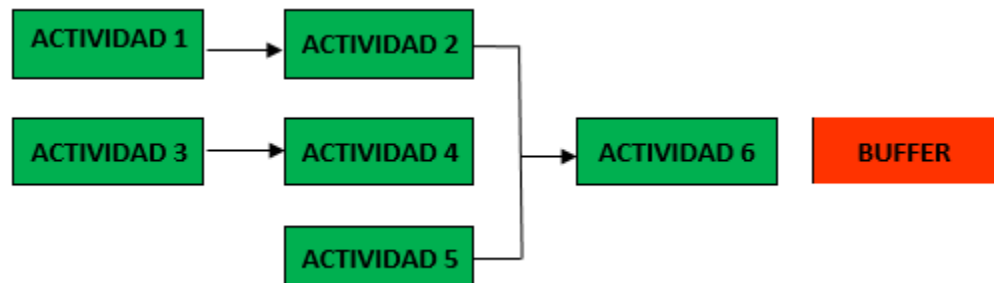 ACTIVIDAD 1
ACTIVIDAD 2
ACTIVIDAD 3
ACTIVIDAD 4
ACTIVIDAD 6
BUFFER
ACTIVIDAD 5